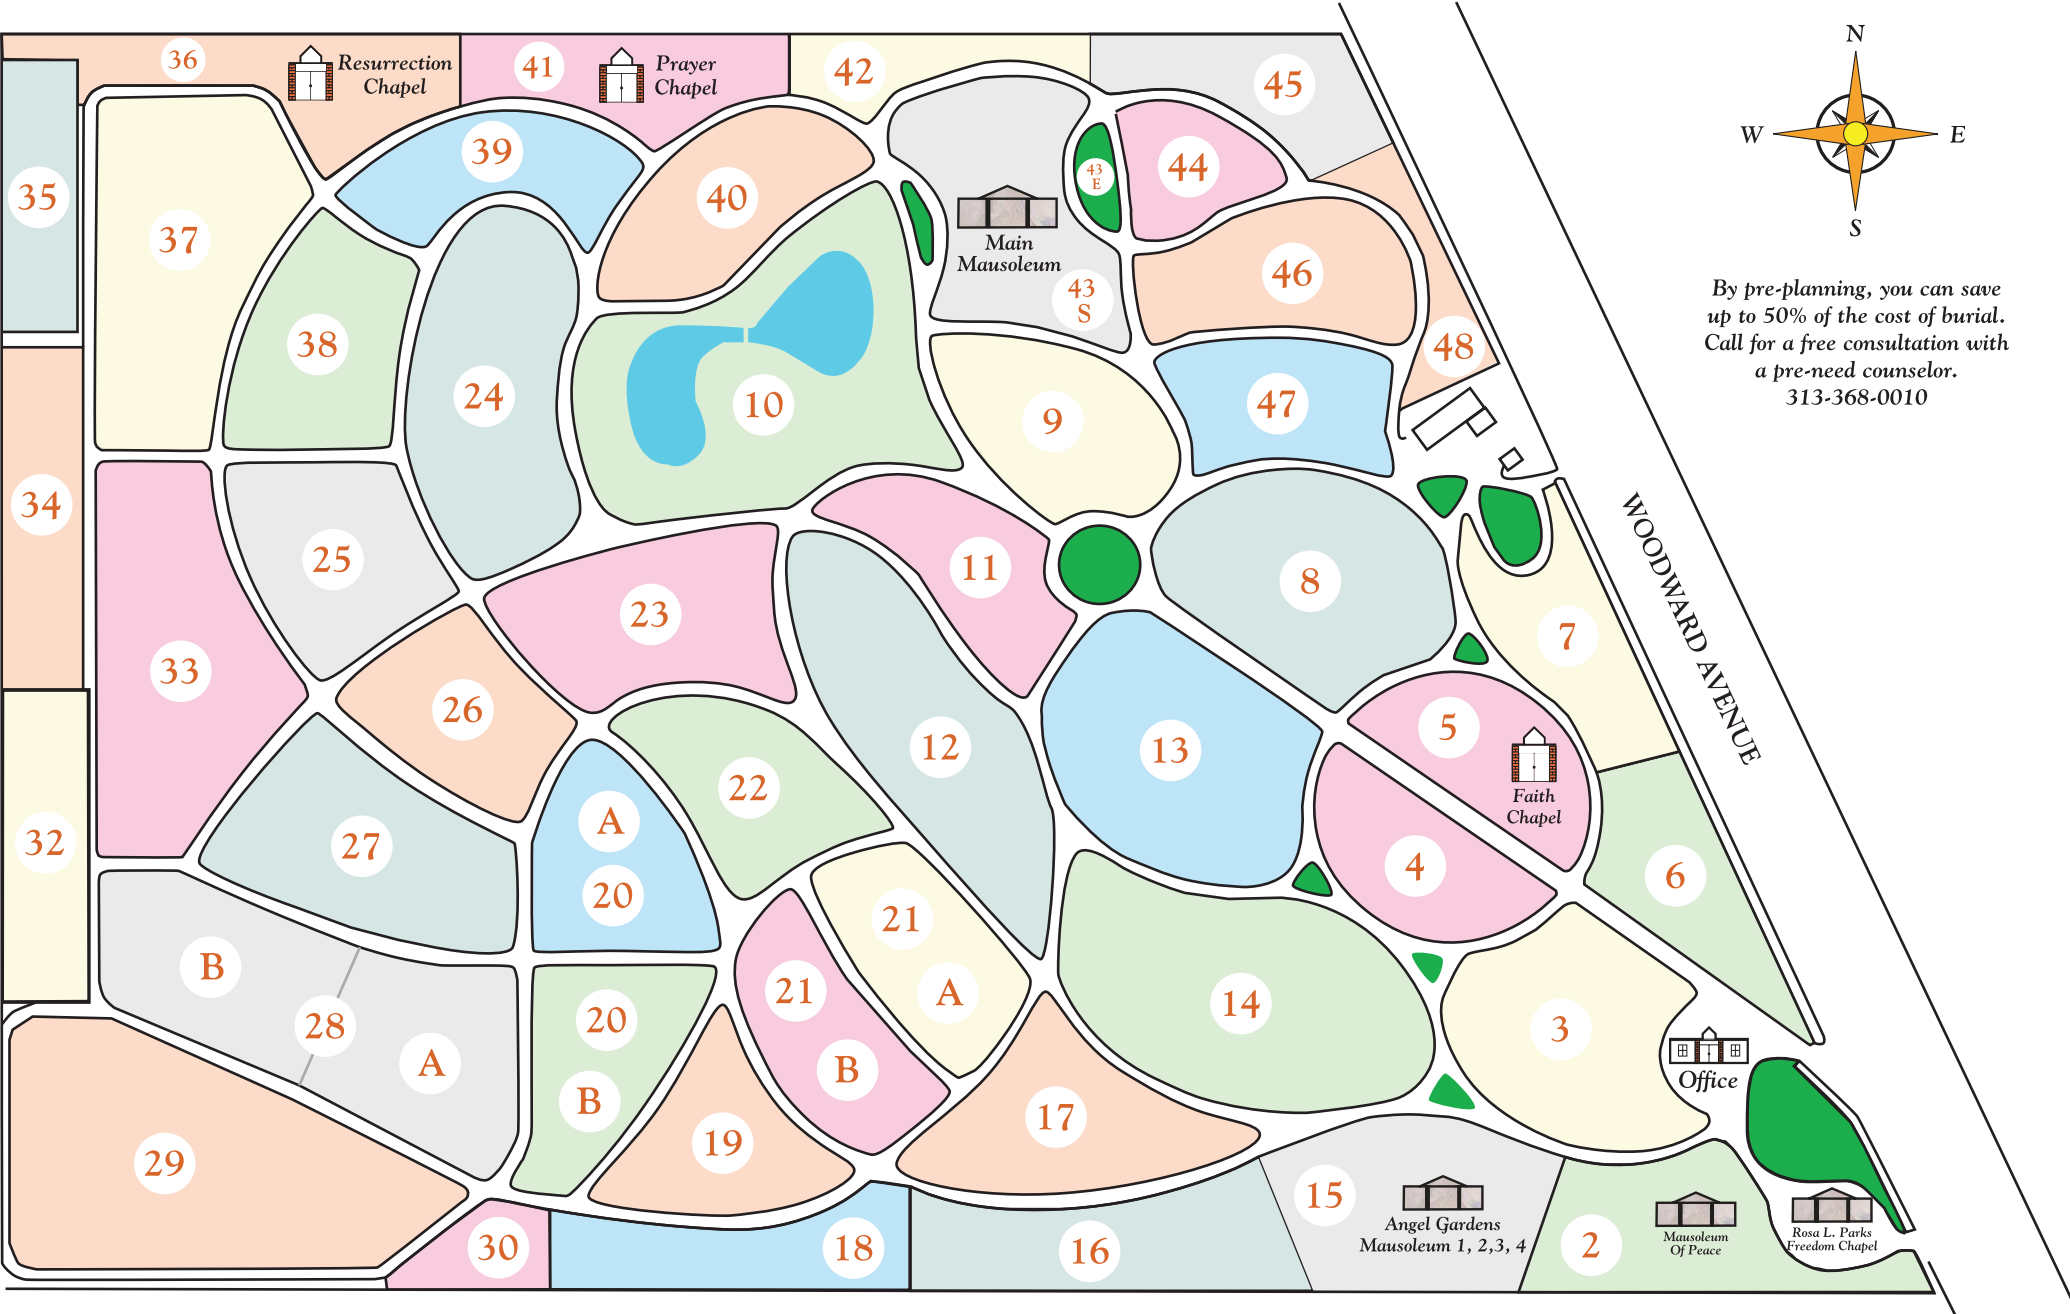 N
W
E
S
By pre-planning, you can save
up to 50% of the cost of burial.
Call for a free consultation with
a pre-need counselor.
313-368-0010
WOODWARD AVENUE
36
Resurrection
Chapel
41
Prayer
Chapel
42
45
35
37
39
40
43
E
44
Main
Mausoleum
43
S
46
38
24
10
9
47
48
34
25
23
11
8
7
33
26
22
12
13
5
Faith
Chapel
32
27
A
20
21
A
4
6
B
28
A
20
B
21
B
14
3
Office
29
19
17
30
18
16
15
Angel Gardens
Mausoleum 1, 2,3, 4
2
Mausoleum
Of Peace
Rosa L. Parks
Freedom Chapel